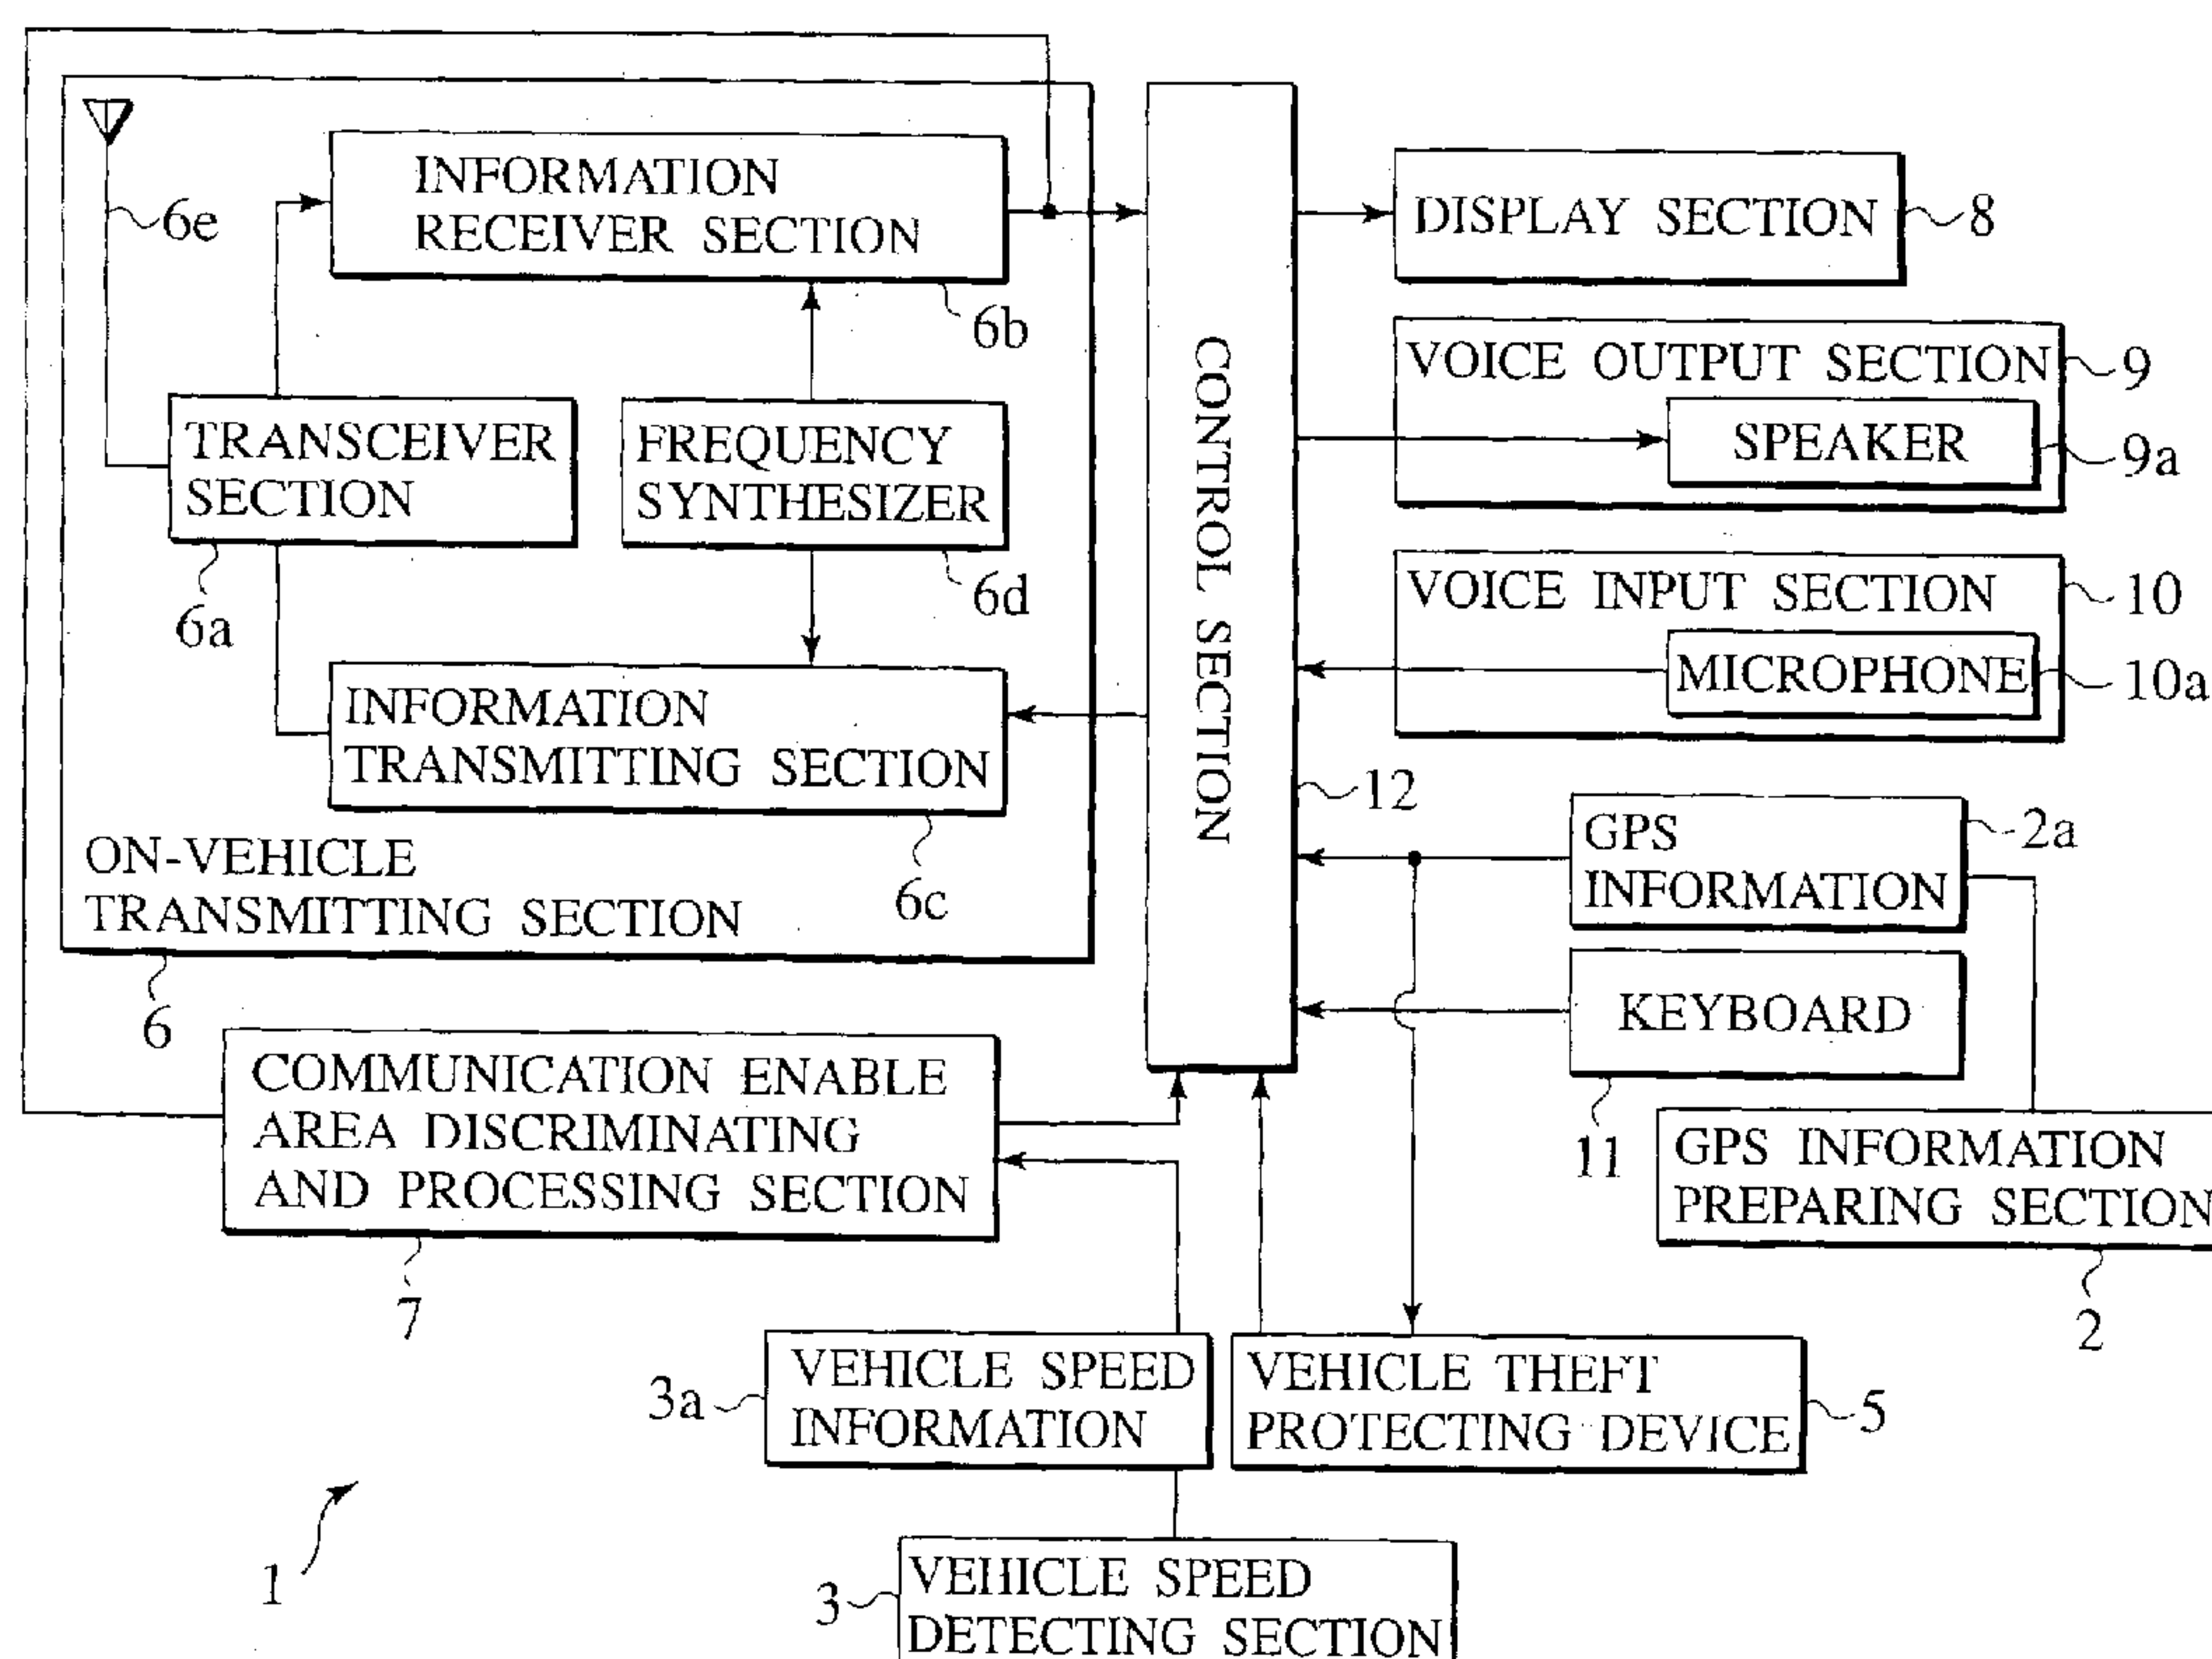 INFORMATION
RECEIVER SECTION
6e
6b
TRANSCEIVER
SECTION
6a
FREQUENCY
SYNTHESIZER
6d
INFORMATION
TRANSMITTING SECTION
6c
ON-VEHICLE
TRANSMITTING SECTION
6
CONTROL SECTION
12
DISPLAY SECTION
8
VOICE OUTPUT SECTION
9
SPEAKER
9a
VOICE INPUT SECTION
10
MICROPHONE
10a
GPS
INFORMATION
2a
KEYBOARD
11
GPS INFORMATION
PREPARING SECTION
2
COMMUNICATION ENABLE
AREA DISCRIMINATING
AND PROCESSING SECTION
7
3a
VEHICLE SPEED
INFORMATION
VEHICLE THEFT
PROTECTING DEVICE
5
1
3
VEHICLE SPEED
DETECTING SECTION